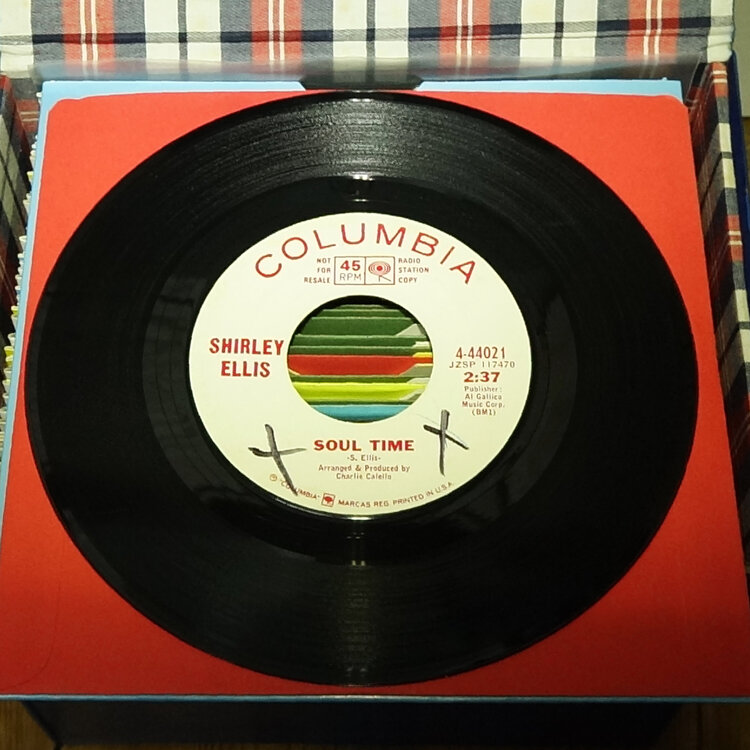 COLUMBIA
NOT
FOR
RESALE
45
RPM
RADIO
STATION
COPY
SHIRLEY
ELLIS
4-44021
JZSP 117470
2:37
Publisher:
Al Gallico
Music Corp.
(BMI)
SOUL TIME
-S. Ellis-
Arranged & Produced by
Charlie Calello
℗ "COLUMBIA" MARCAS REG. PRINTED IN U.S.A.